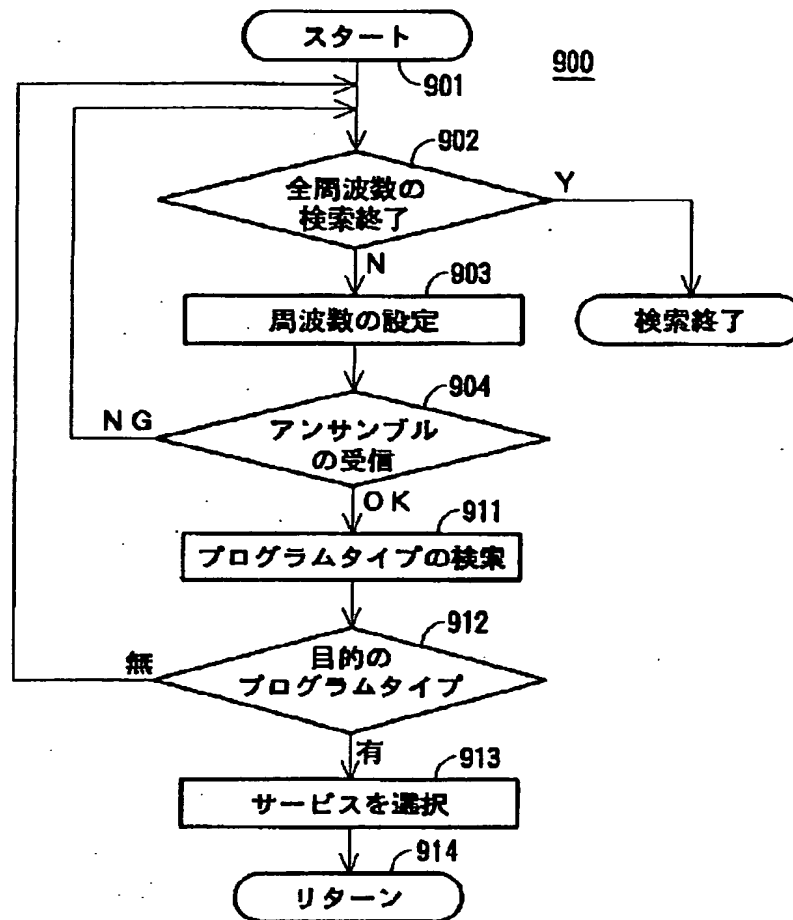 スタート
901
900
902
全周波数の
検索終了
Y
N
903
周波数の設定
検索終了
904
NG
アンサンブル
の受信
OK
911
プログラムタイプの検索
912
無
目的の
プログラムタイプ
有
913
サービスを選択
914
リターン